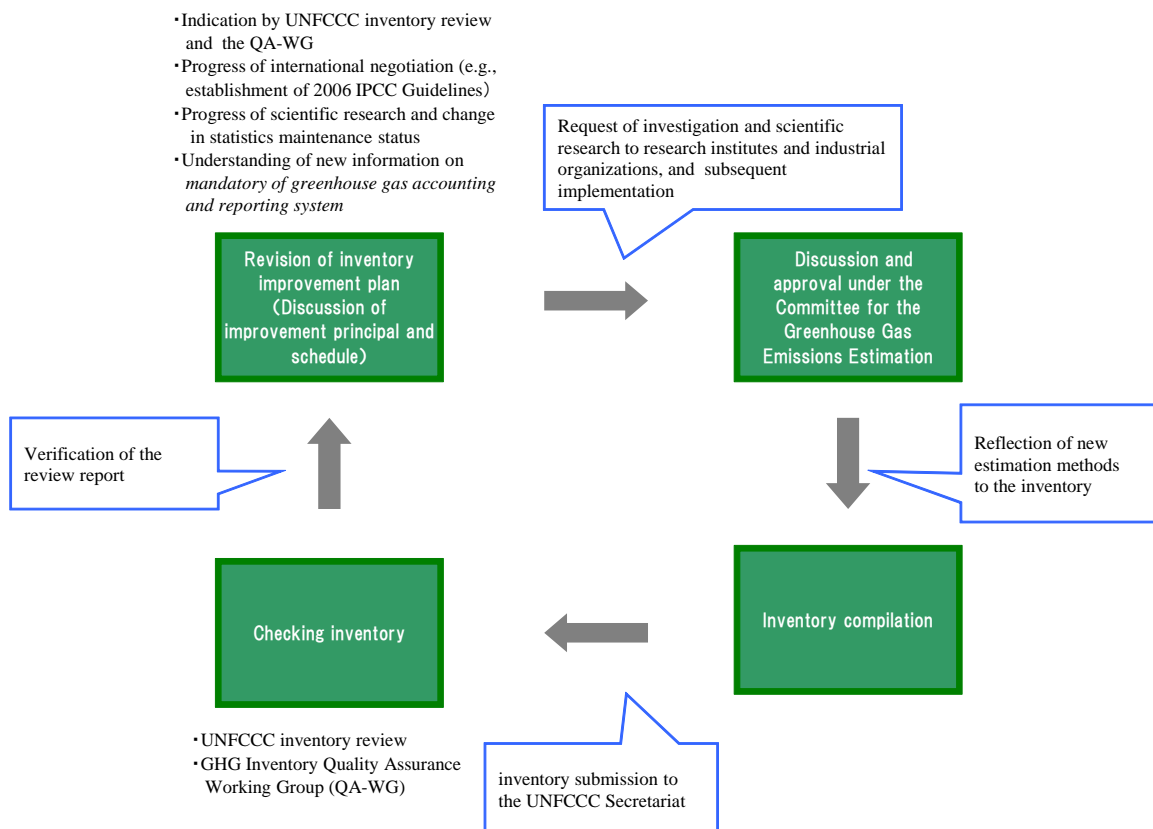 ・Indication by UNFCCC inventory review
and the QA-WG
・Progress of international negotiation (e.g.,
establishment of 2006 IPCC Guidelines）
・Progress of scientific research and change
in statistics maintenance status
・Understanding of new information on
mandatory of greenhouse gas accounting
and reporting system
Request of investigation and scientific
research to research institutes and industrial
organizations, and subsequent
implementation
Revision of inventory
improvement plan
（Discussion of
improvement principal and
schedule）
Discussion and
approval under the
Committee for the
Greenhouse Gas
Emissions Estimation
Verification of the
review report
Reflection of new
estimation methods
to the inventory
Checking inventory
Inventory compilation
・UNFCCC inventory review
・GHG Inventory Quality Assurance
Working Group (QA-WG)
inventory submission to
the UNFCCC Secretariat